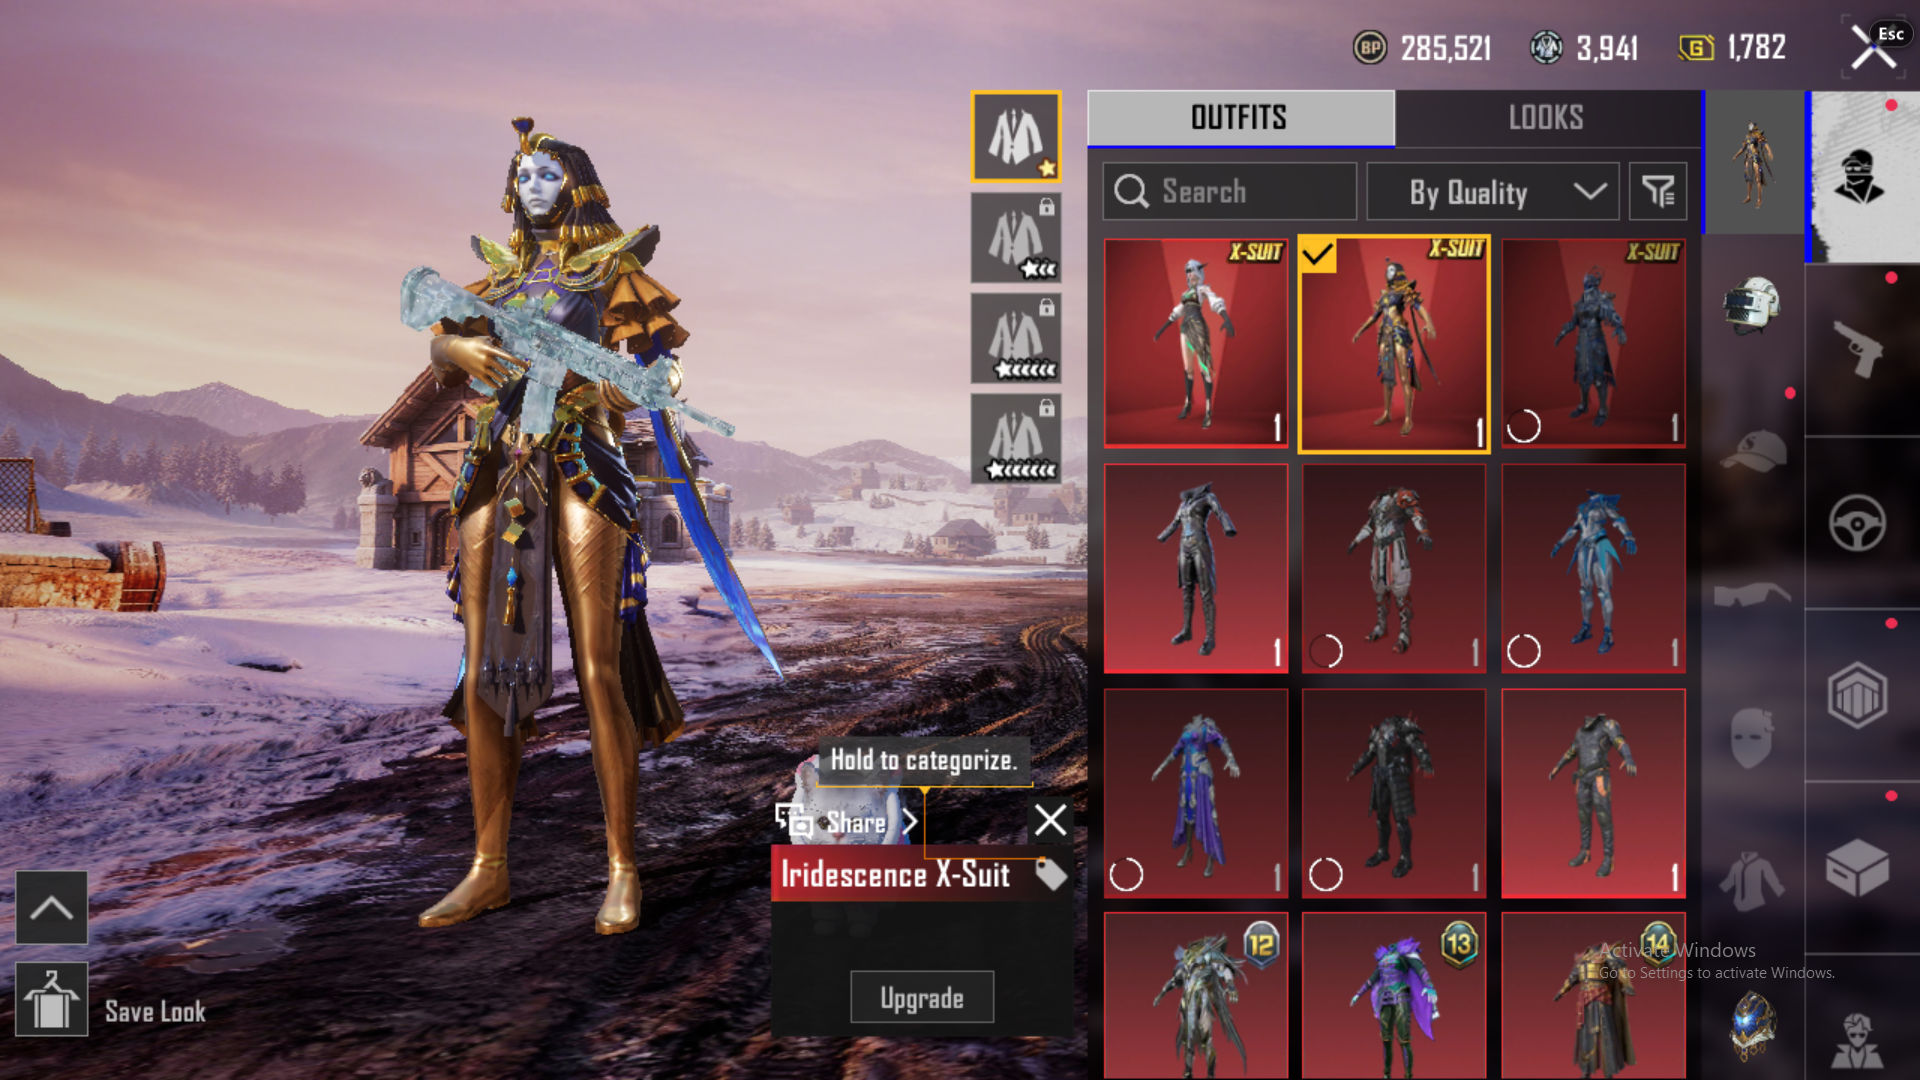 BP 285,521
3,941
G 1,782
Esc
OUTFITS
LOOKS
Search
By Quality
X-SUIT
1
X-SUIT
1
X-SUIT
1
1
1
1
1
1
1
12
13
14
Hold to categorize.
Share
Iridescence X-Suit
Upgrade
Save Look
Activate Windows
Go to Settings to activate Windows.